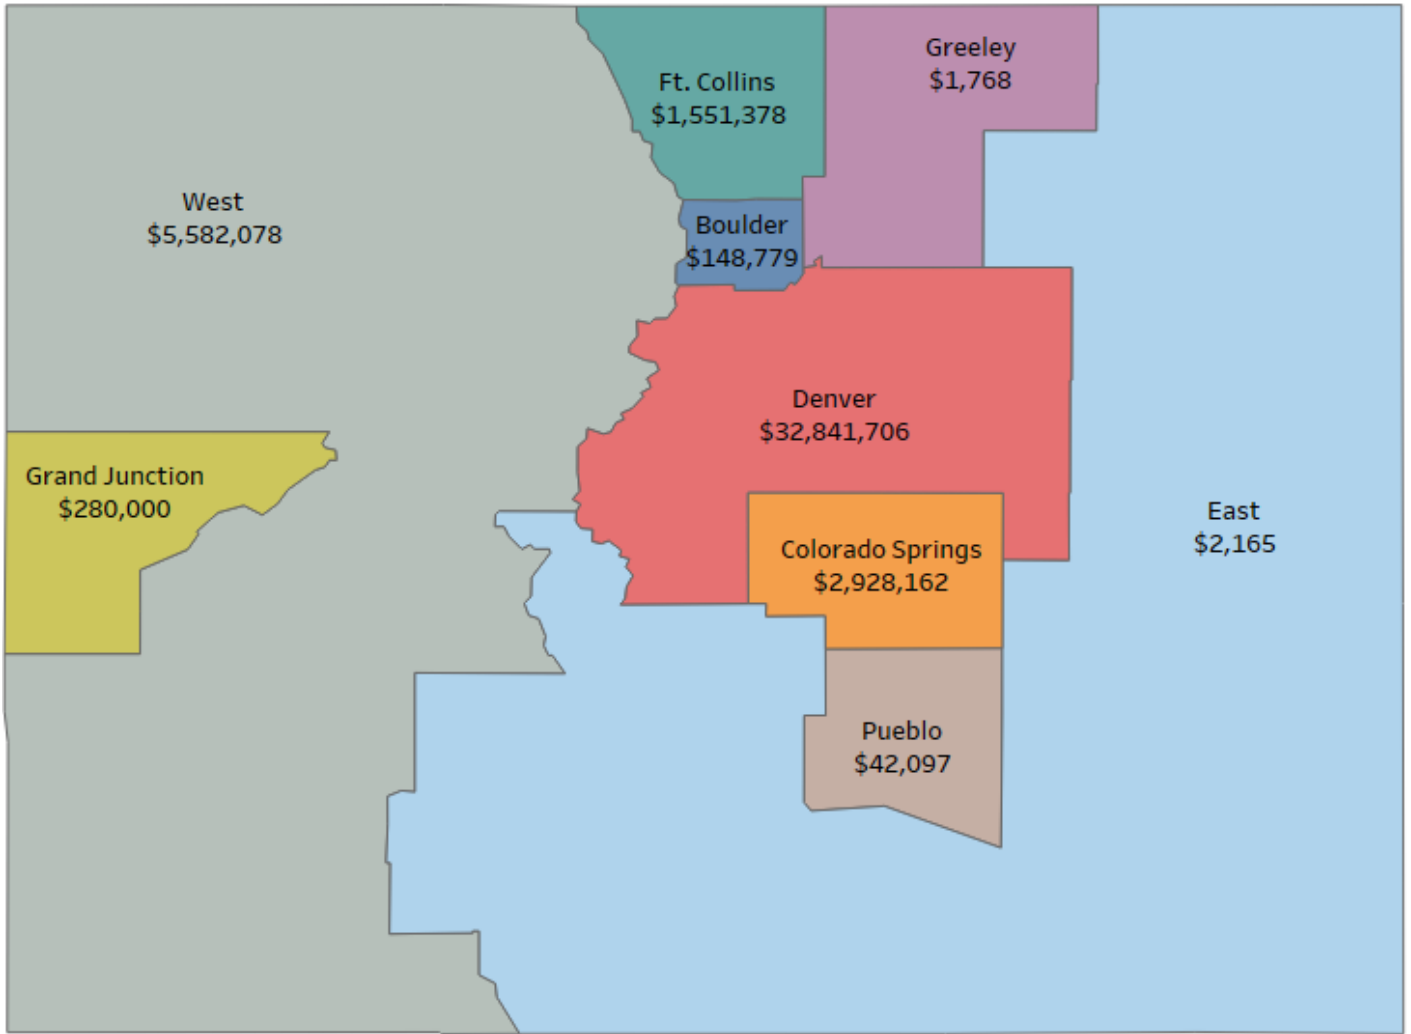 Greeley
$1,768
Ft. Collins
$1,551,378
West
$5,582,078
Boulder
$148,779
Denver
$32,841,706
Grand Junction
$280,000
East
$2,165
Colorado Springs
$2,928,162
Pueblo
$42,097